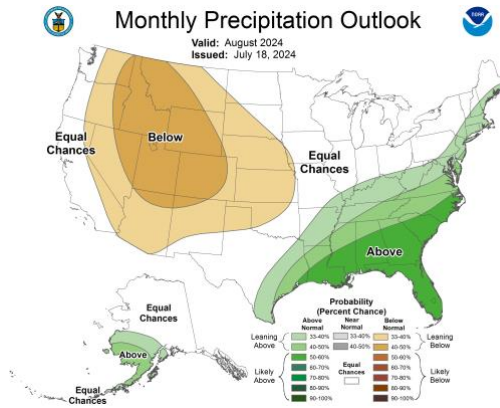 Monthly Precipitation Outlook
Valid: August 2024
Issued: July 18, 2024
Equal
Chances
Below
Equal
Chances
Above
Equal
Chances
Above
Equal
Chances
Probability
(Percent Chance)
Above
Normal
Near
Normal
Below
Normal
Leaning
Above
33-40%
33-40%
33-40%
Leaning
Below
40-50%
40-50%
40-50%
Likely
Above
50-60%
Equal
Chances
50-60%
Likely
Below
60-70%
60-70%
70-80%
70-80%
80-90%
80-90%
90-100%
90-100%